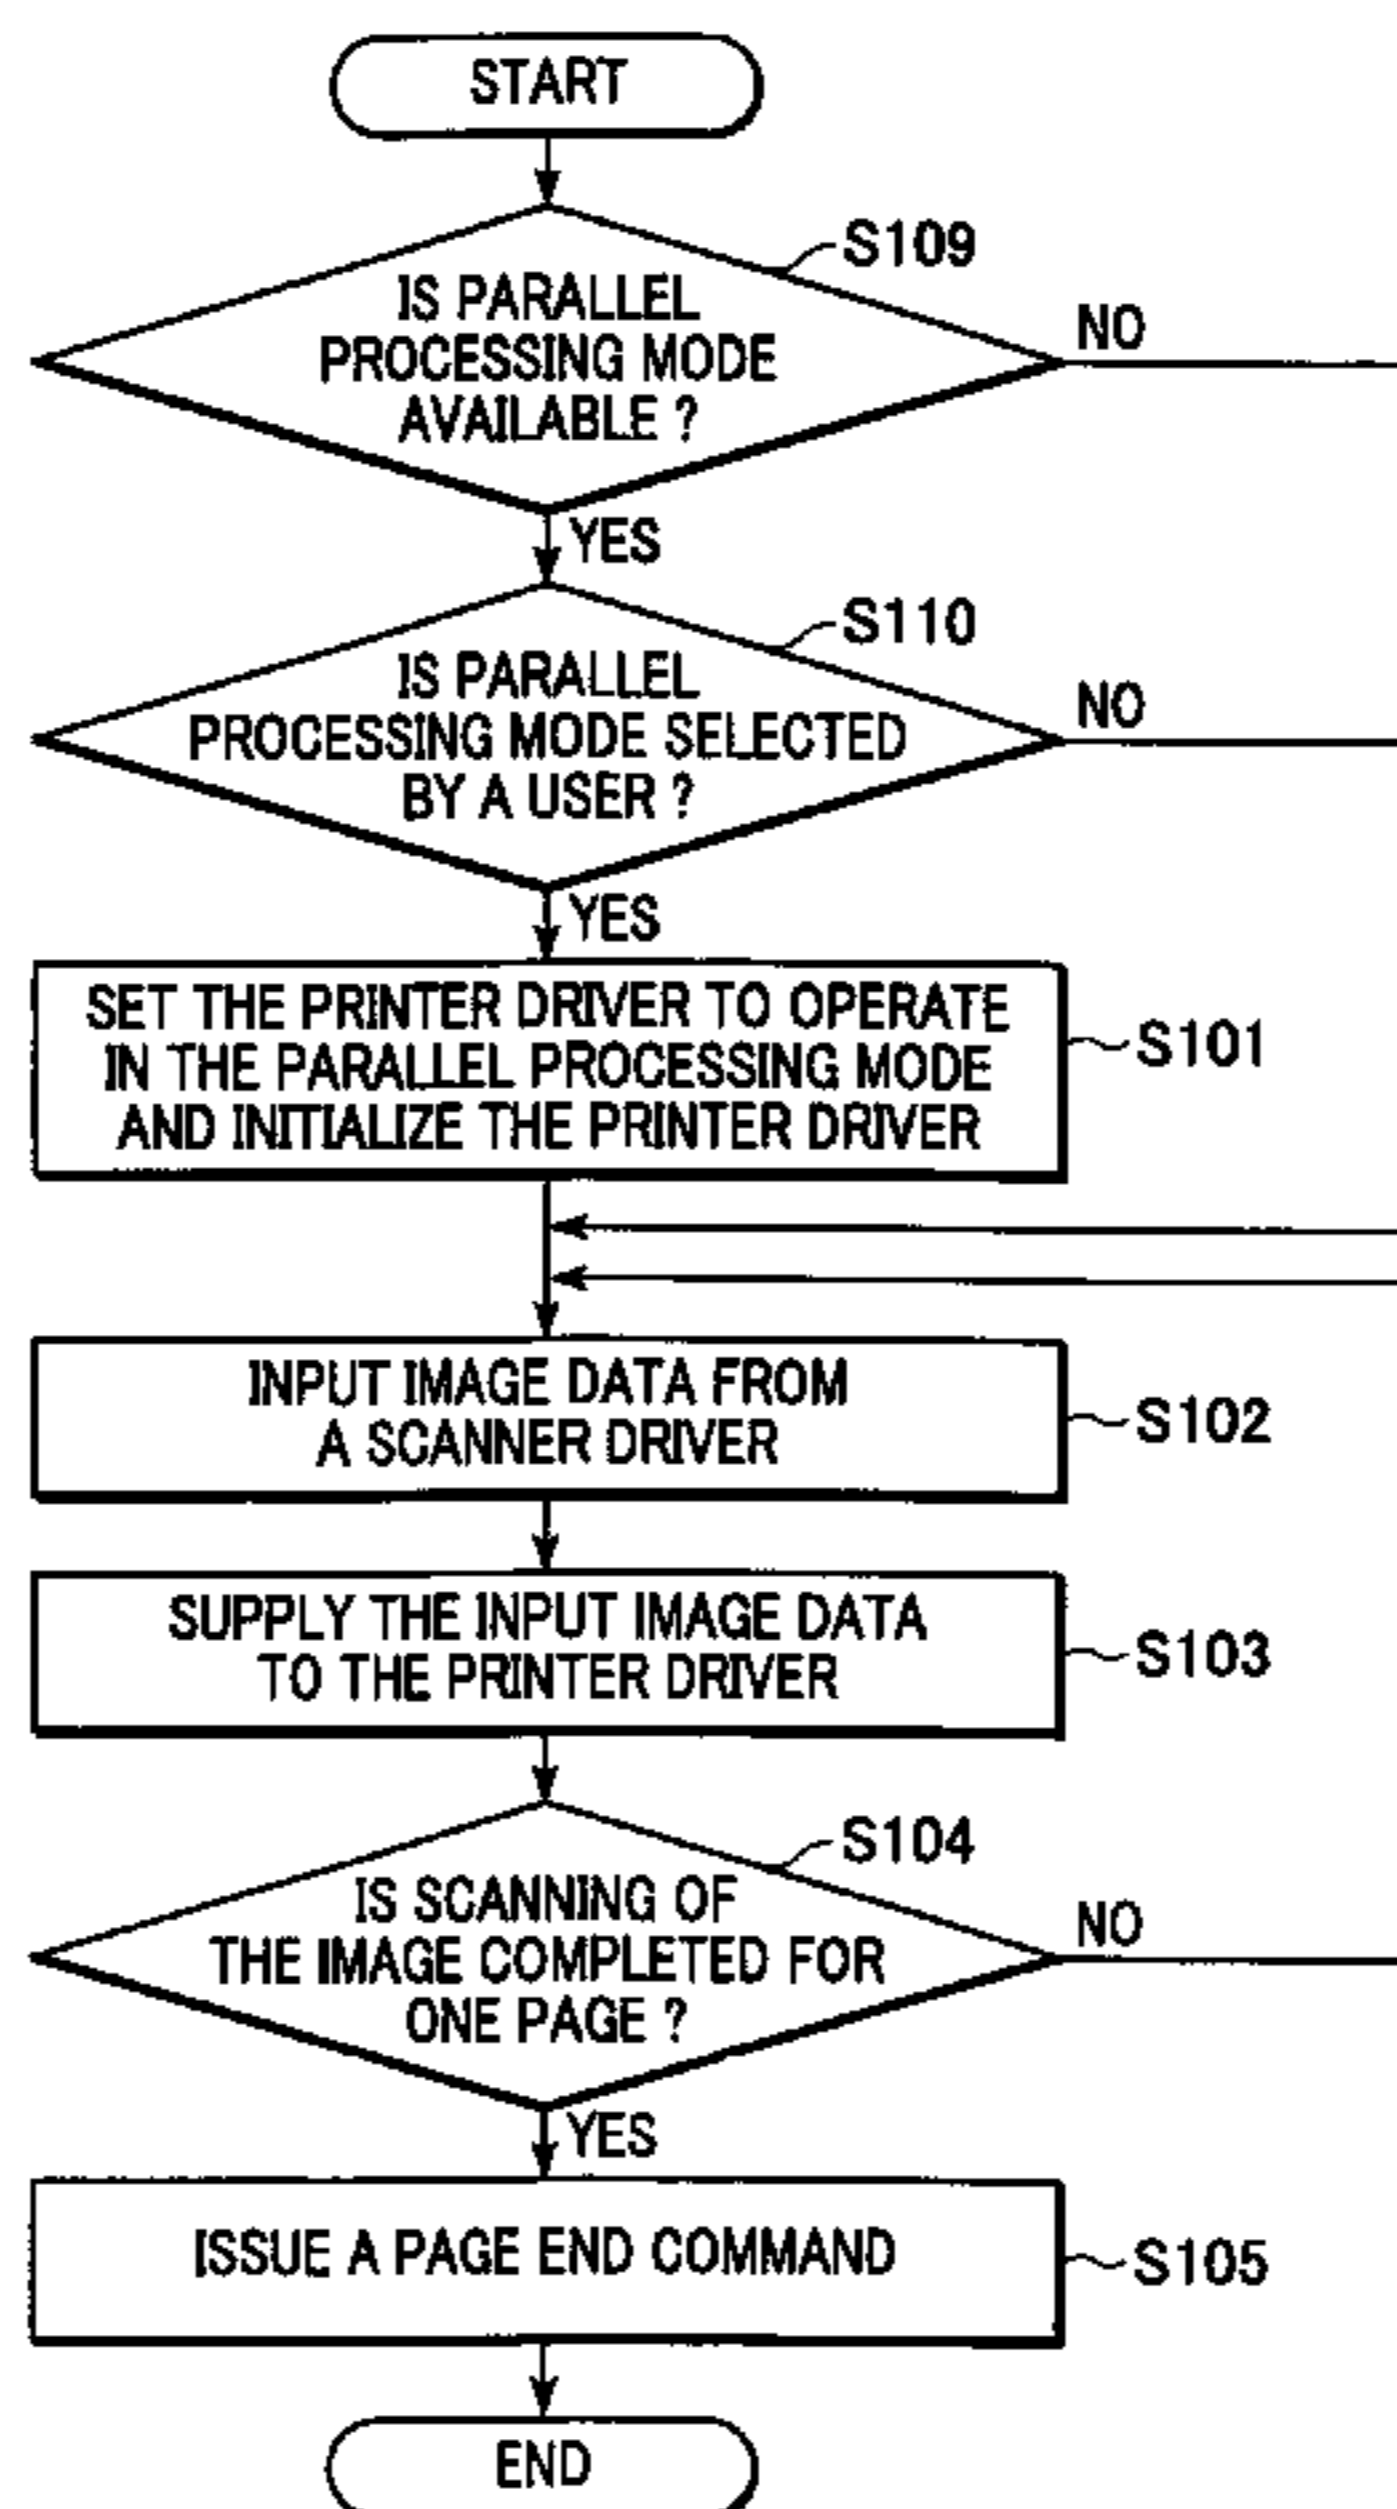 START
S109
IS PARALLEL
PROCESSING MODE
AVAILABLE ?
NO
YES
S110
IS PARALLEL
PROCESSING MODE SELECTED
BY A USER ?
NO
YES
SET THE PRINTER DRIVER TO OPERATE
IN THE PARALLEL PROCESSING MODE
AND INITIALIZE THE PRINTER DRIVER
S101
INPUT IMAGE DATA FROM
A SCANNER DRIVER
S102
SUPPLY THE INPUT IMAGE DATA
TO THE PRINTER DRIVER
S103
S104
IS SCANNING OF
THE IMAGE COMPLETED FOR
ONE PAGE ?
NO
YES
ISSUE A PAGE END COMMAND
S105
END